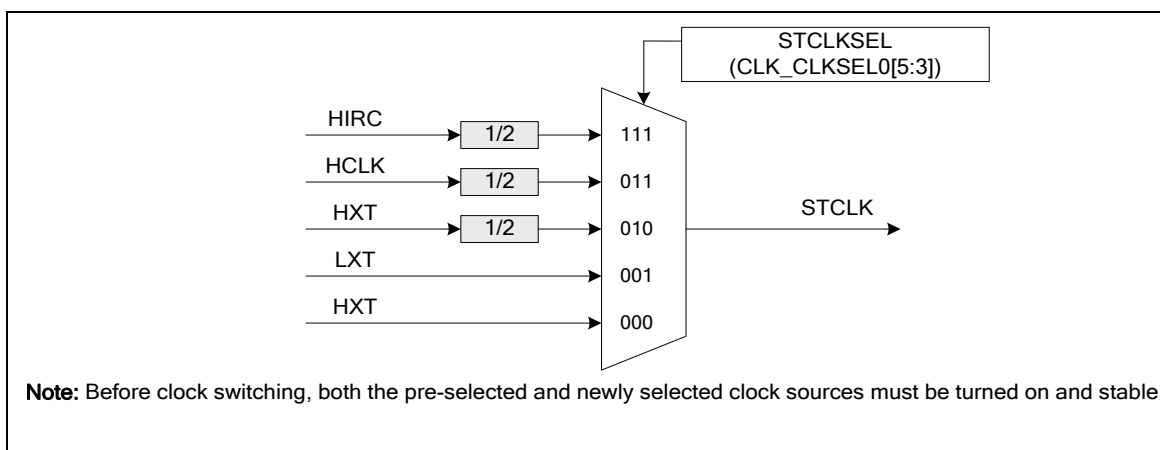 STCLKSEL
(CLK_CLKSEL0[5:3])
HIRC
1/2
111
HCLK
1/2
011
HXT
1/2
010
STCLK
LXT
001
HXT
000
Note: Before clock switching, both the pre-selected and newly selected clock sources must be turned on and stable